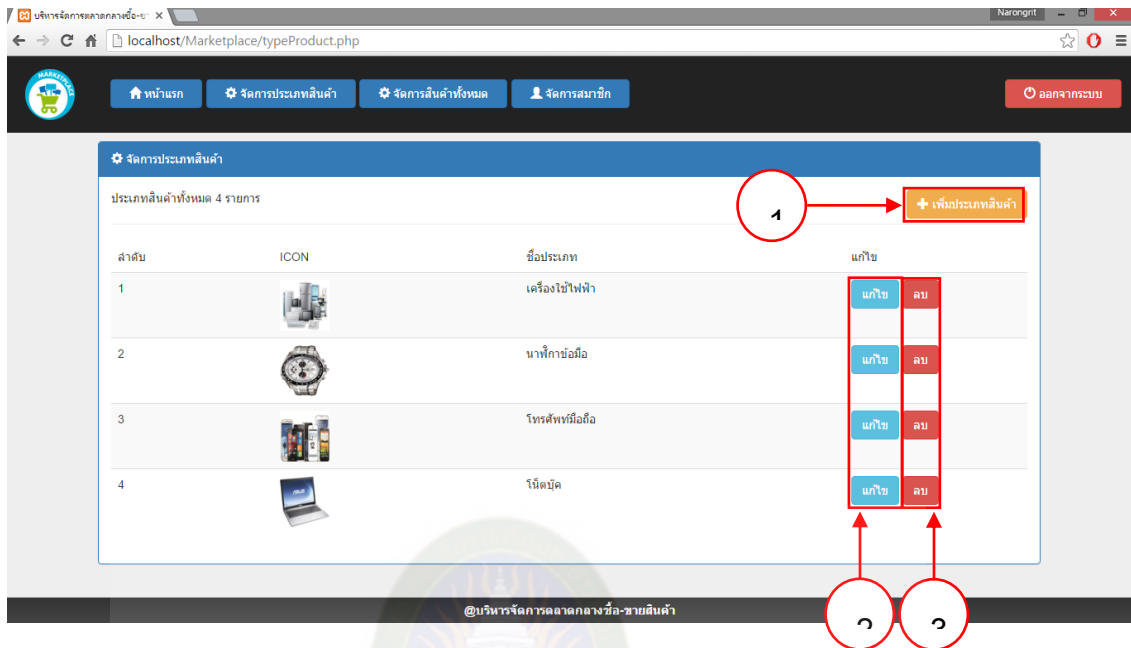 บริหารจัดการตลาดกลางซื้อ-ขา
Narongrit
localhost/Marketplace/typeProduct.php
MARKETPLACE
หน้าแรก
จัดการประเภทสินค้า
จัดการสินค้าทั้งหมด
จัดการสมาชิก
ออกจากระบบ
จัดการประเภทสินค้า
ประเภทสินค้าทั้งหมด 4 รายการ
เพิ่มประเภทสินค้า
ลำดับ ICON ชื่อประเภท แก้ไข
1 เครื่องใช้ไฟฟ้า แก้ไข ลบ
2 นาฬิ้กาข้อมือ แก้ไข ลบ
3 โทรศัพท์มือถือ แก้ไข ลบ
4 โน็ตบุ๊ค แก้ไข ลบ
@บริหารจัดการตลาดกลางซื้อ-ขายสินค้า